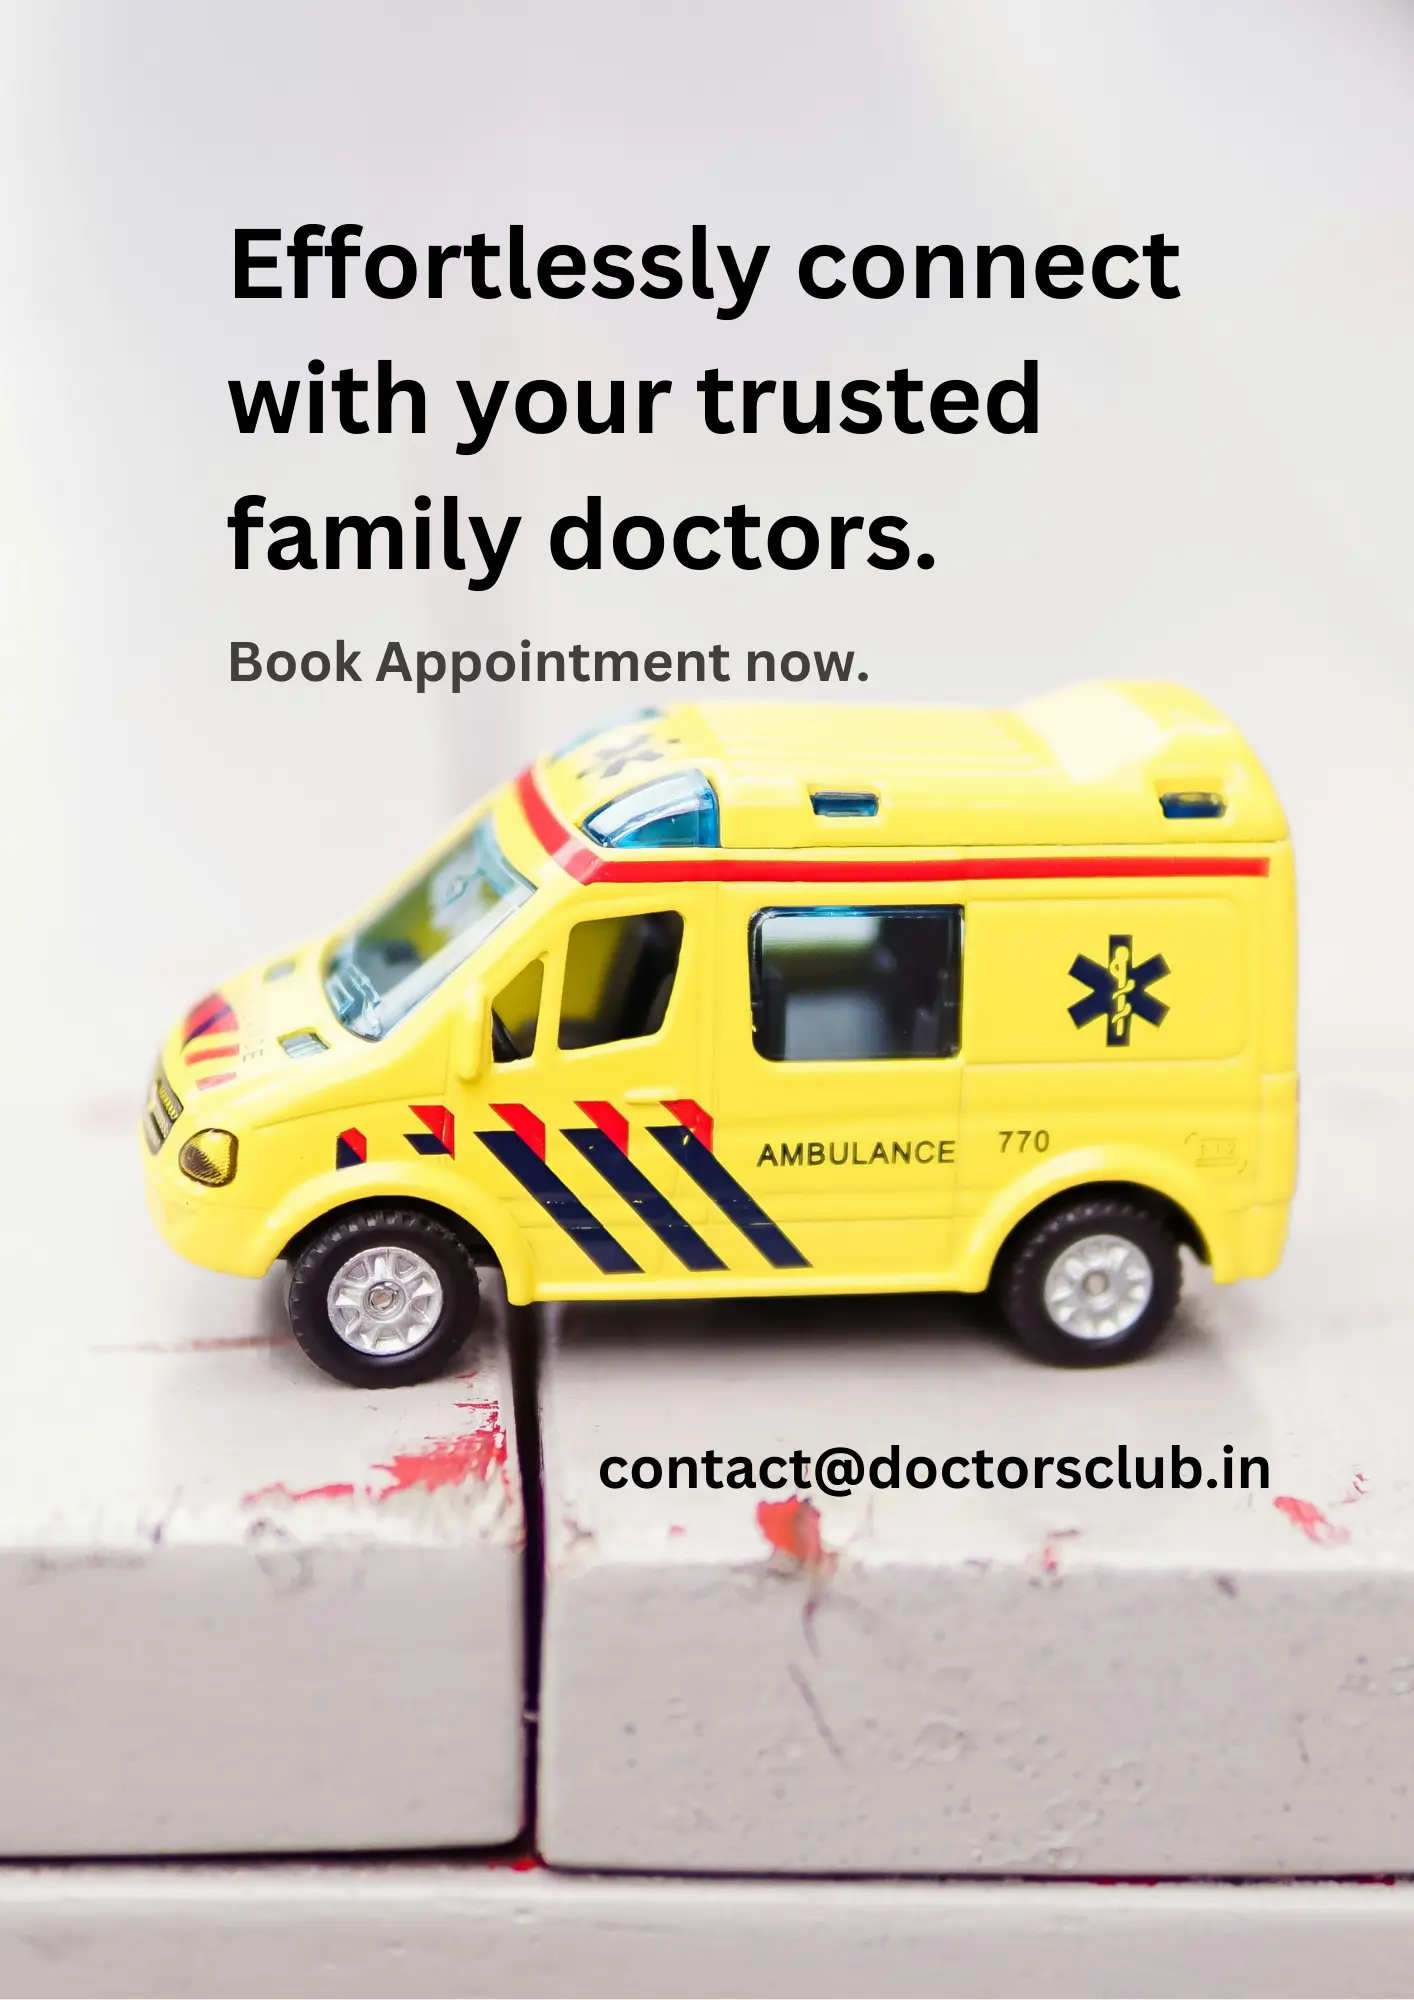 Effortlessly connect
with your trusted
family doctors.
Book Appointment now.
AMBULANCE 770
contact@doctorsclub.in